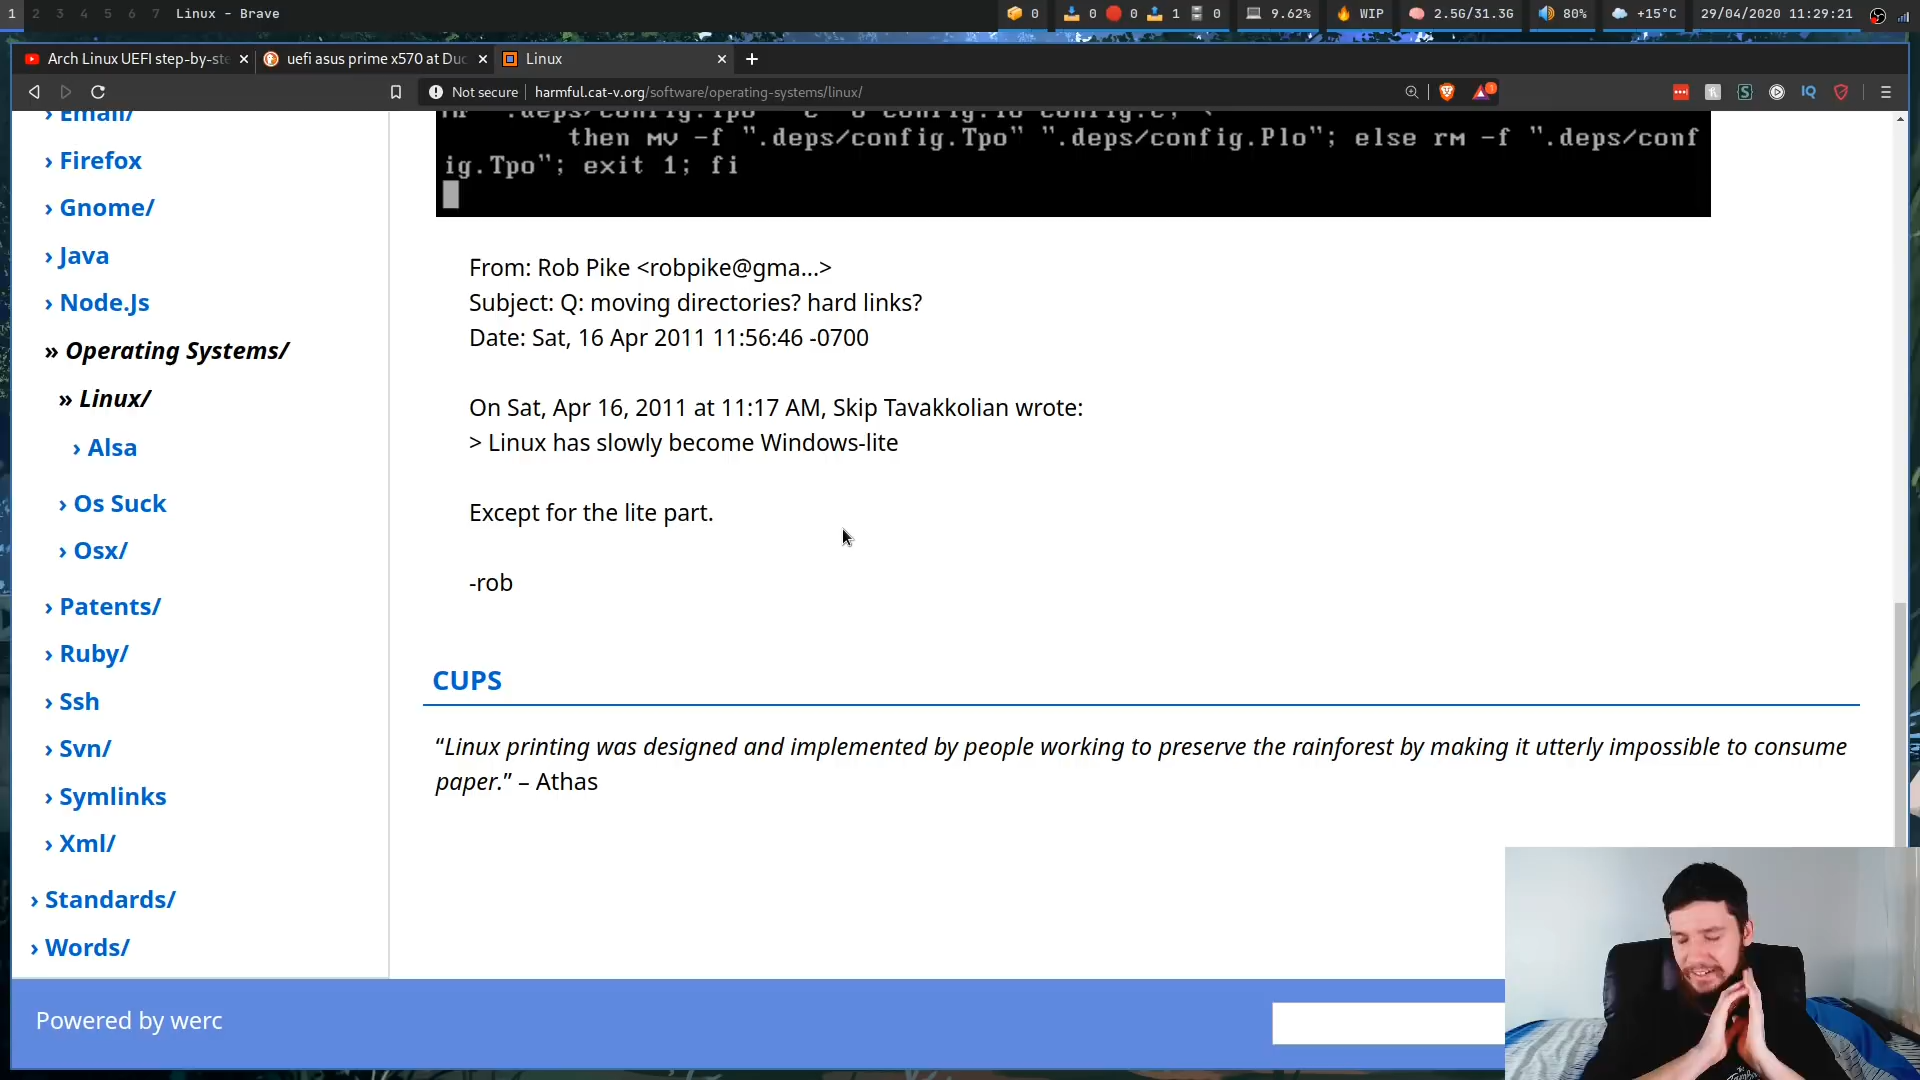 1 2 3 4 5 6 7 Linux - Brave
0 0 0 1 0 9.62% WIP 2.5G/31.3G 80% +15°C 29/04/2020 11:29:21
Arch Linux UEFI step-by-ste
uefi asus prime x570 at Duc
Linux
Not secure harmful.cat-v.org/software/operating-systems/linux/
1
IQ
then mv -f ".deps/config.Tpo" ".deps/config.Plo"; else rm -f ".deps/conf
ig.Tpo"; exit 1; fi
› Email/
› Firefox
› Gnome/
› Java
› Node.Js
» Operating Systems/
» Linux/
› Alsa
› Os Suck
› Osx/
› Patents/
› Ruby/
› Ssh
› Svn/
› Symlinks
› Xml/
› Standards/
› Words/
From: Rob Pike <robpike@gma...>
Subject: Q: moving directories? hard links?
Date: Sat, 16 Apr 2011 11:56:46 -0700
On Sat, Apr 16, 2011 at 11:17 AM, Skip Tavakkolian wrote:
> Linux has slowly become Windows-lite
Except for the lite part.
-rob
CUPS
“Linux printing was designed and implemented by people working to preserve the rainforest by making it utterly impossible to consume
paper.” – Athas
Powered by werc